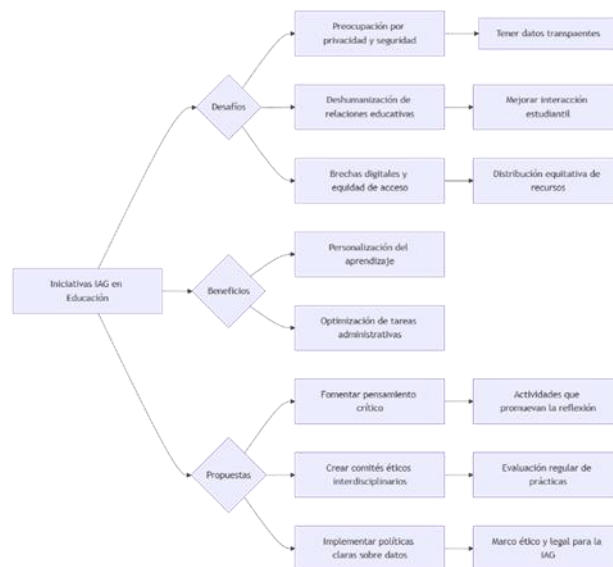 Preocupación por
privacidad y seguridad
Tener datos transpaentes
Desafíos
Deshumanización de
relaciones educativas
Mejorar interacción
estudiantil
Brechas digitales y
equidad de acceso
Distribución equitativa de
recursos
Iniciativas IAG en
Educación
Beneficios
Personalización del
aprendizaje
Optimización de tareas
administrativas
Propuestas
Fomentar pensamiento
crítico
Actividades que
promuevan la reflexión
Crear comités éticos
interdisciplinarios
Evaluación regular de
prácticas
Implementar políticas
claras sobre datos
Marco ético y legal para la
IAG